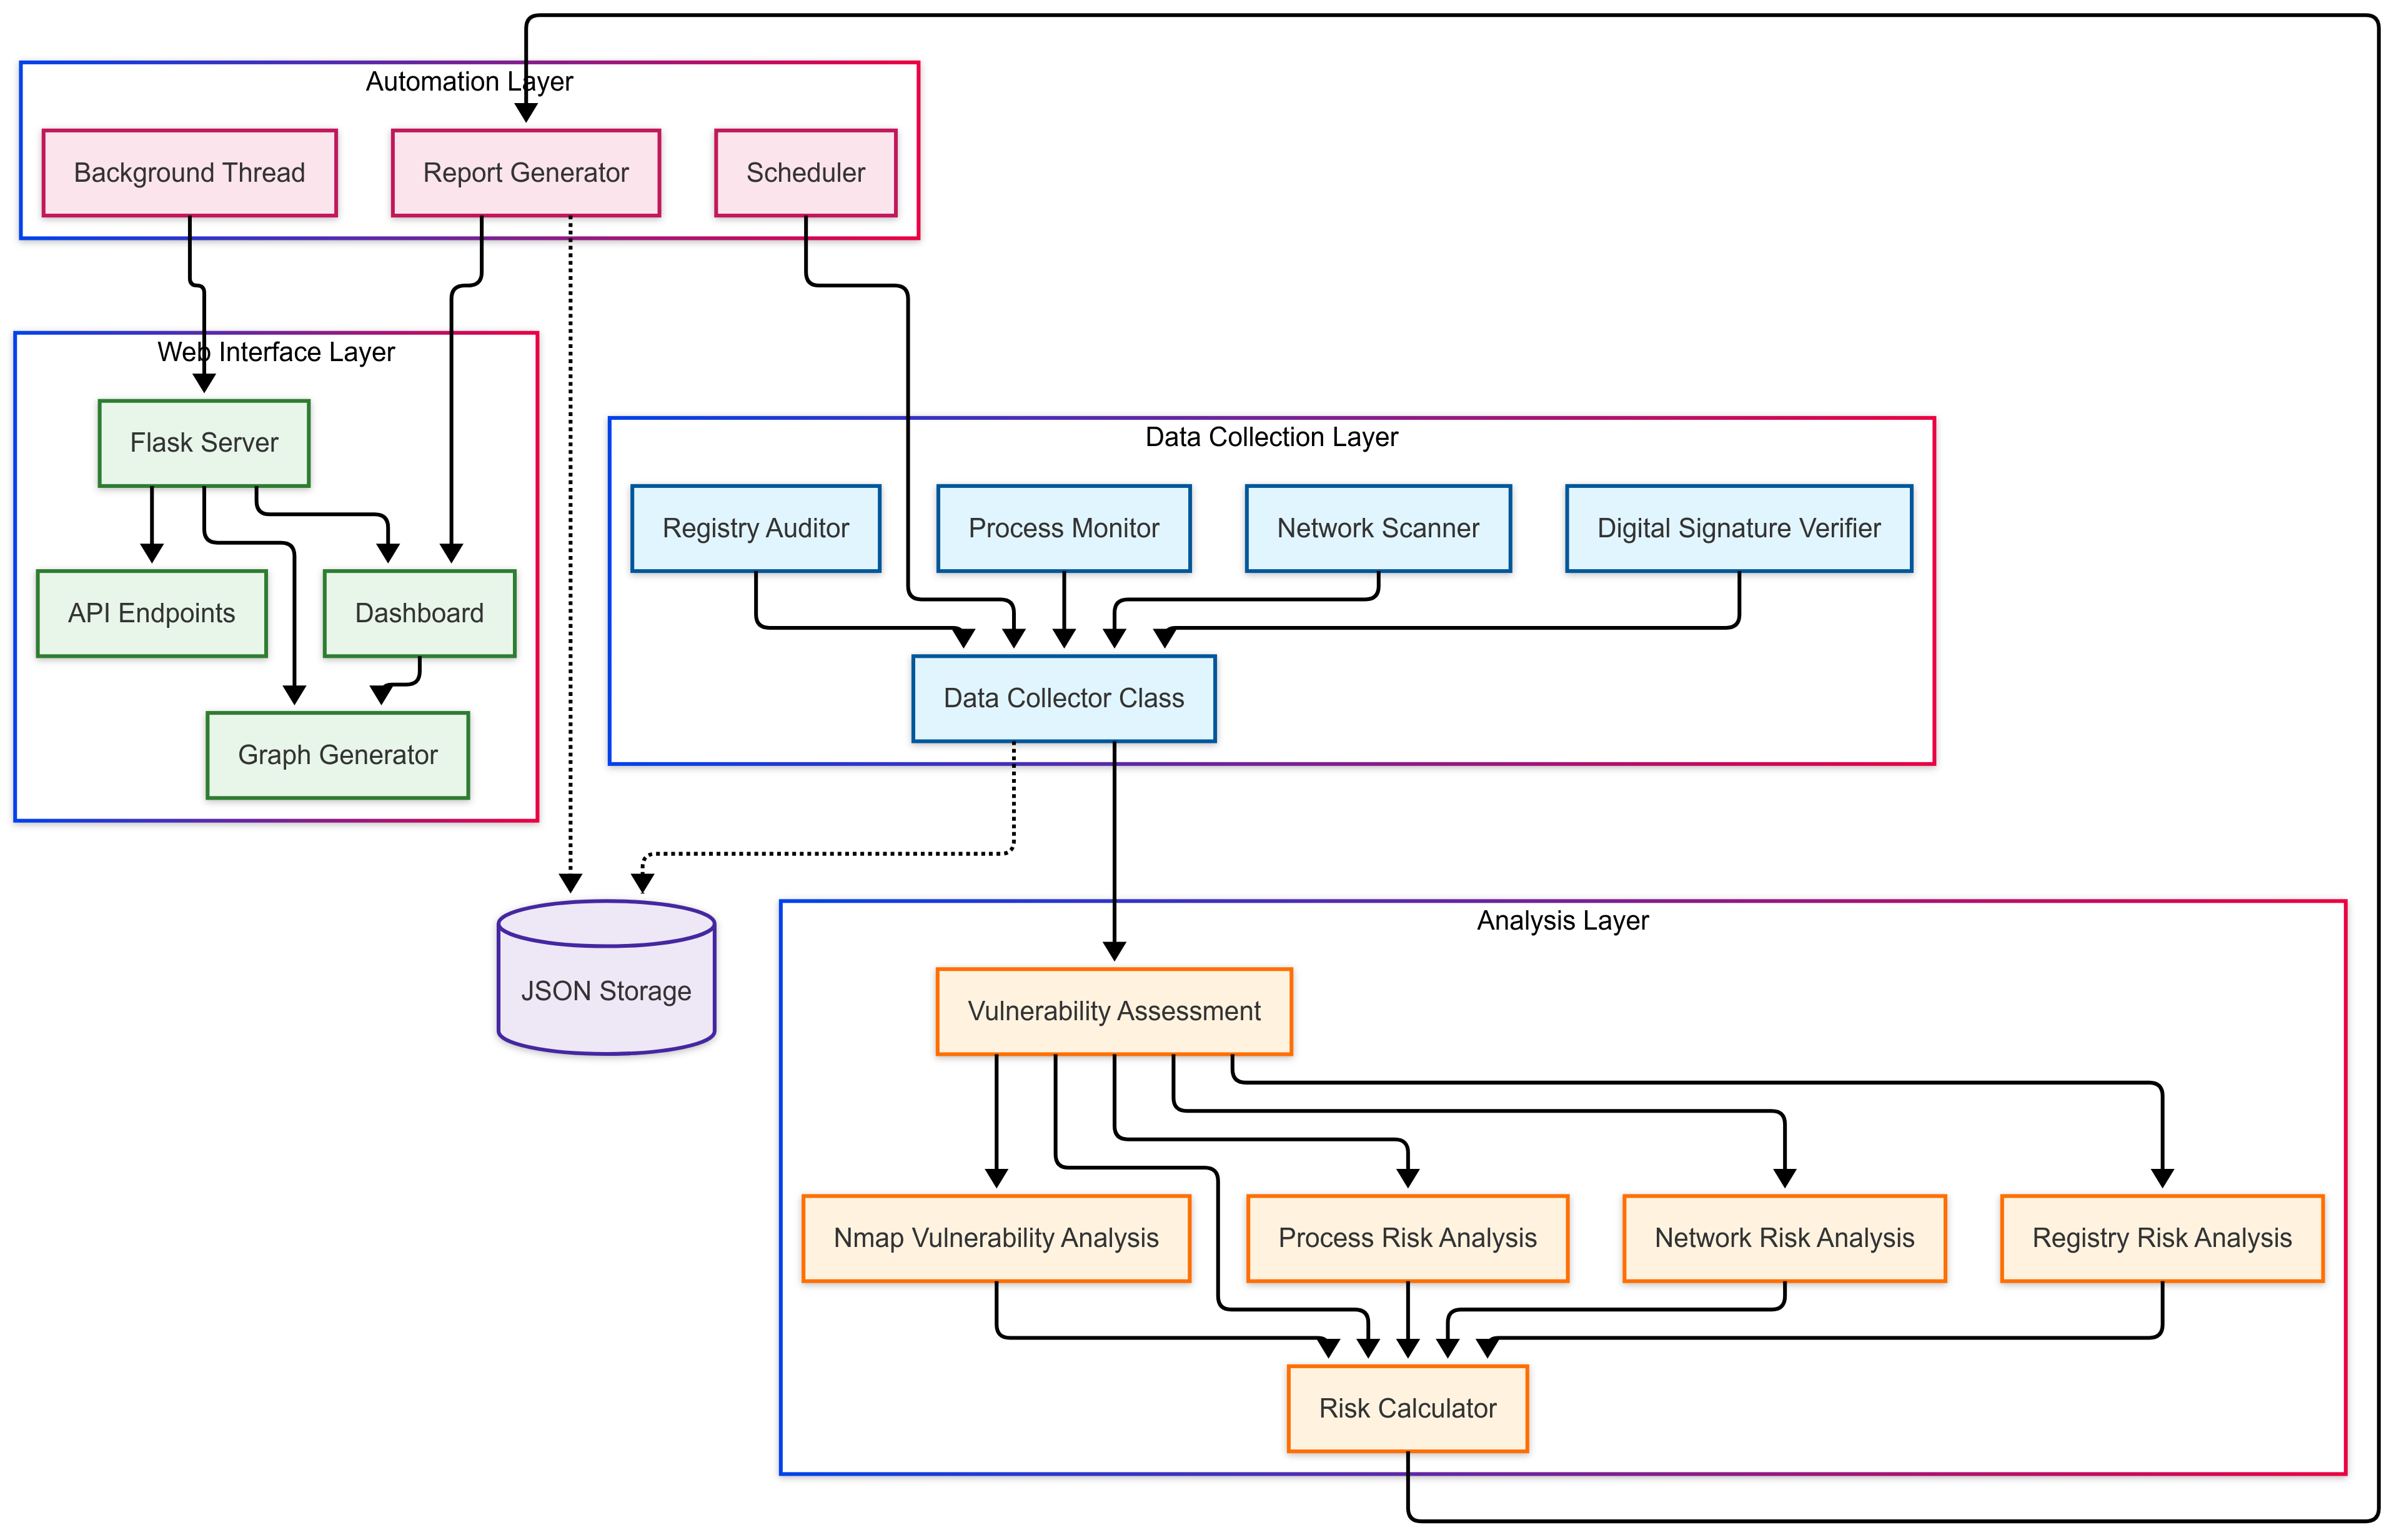 Automation Layer
Background Thread
Report Generator
Scheduler
Web Interface Layer
Flask Server
API Endpoints
Dashboard
Graph Generator
Data Collection Layer
Registry Auditor
Process Monitor
Network Scanner
Digital Signature Verifier
Data Collector Class
JSON Storage
Analysis Layer
Vulnerability Assessment
Nmap Vulnerability Analysis
Process Risk Analysis
Network Risk Analysis
Registry Risk Analysis
Risk Calculator